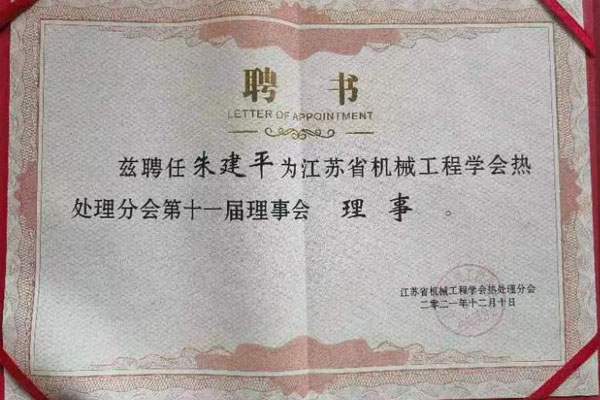 聘 书
LETTER OF APPOINTMENT
兹聘任朱建平为江苏省机械工程学会热
处理分会第十一届理事会 理 事 。
江苏省机械工程学会热处理分会
二零二一年十二月十日